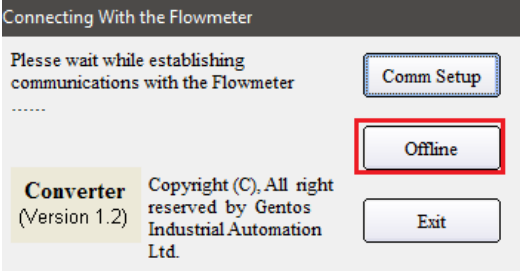 Connecting With the Flowmeter
Plesse wait while
establishing
communications with the Flowmeter
......
Comm Setup
Offline
Exit
Converter
(Version 1.2)
Copyright (C), All right
reserved by Gentos
Industrial Automation
Ltd.